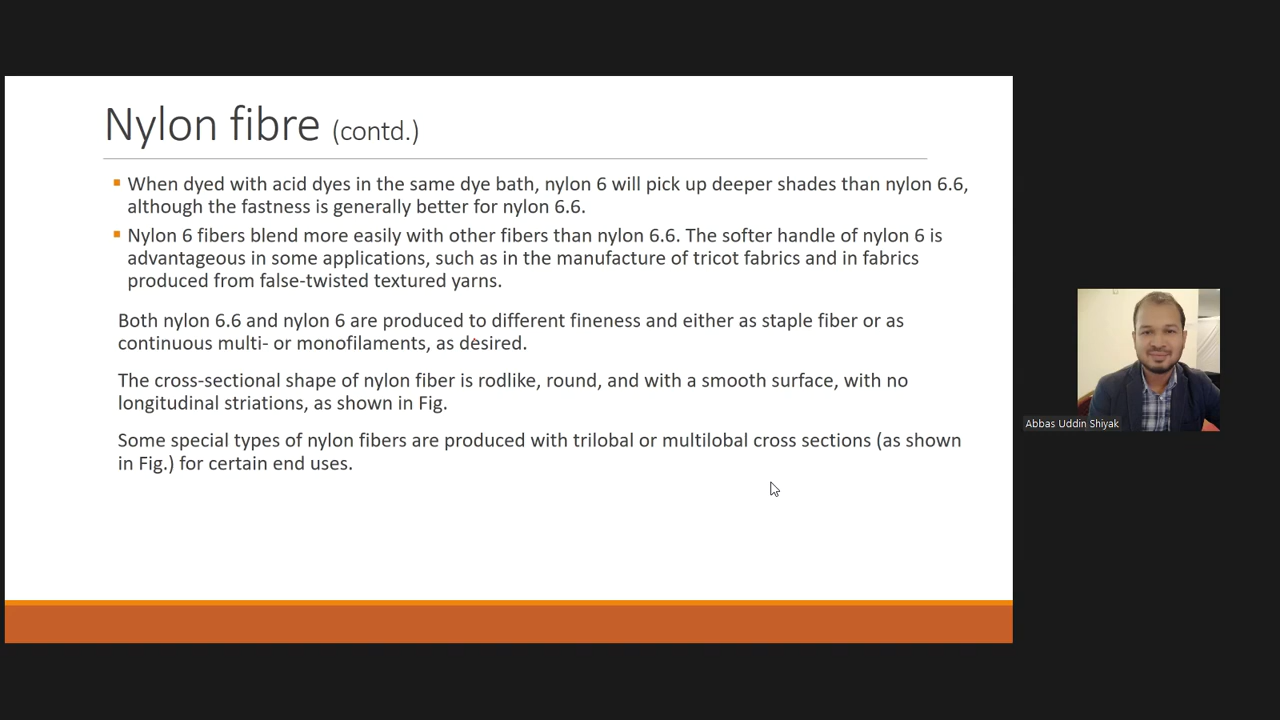 Nylon fibre (contd.)
▪ When dyed with acid dyes in the same dye bath, nylon 6 will pick up deeper shades than nylon 6.6,
although the fastness is generally better for nylon 6.6.
▪ Nylon 6 fibers blend more easily with other fibers than nylon 6.6. The softer handle of nylon 6 is
advantageous in some applications, such as in the manufacture of tricot fabrics and in fabrics
produced from false-twisted textured yarns.
Both nylon 6.6 and nylon 6 are produced to different fineness and either as staple fiber or as
continuous multi- or monofilaments, as desired.
The cross-sectional shape of nylon fiber is rodlike, round, and with a smooth surface, with no
longitudinal striations, as shown in Fig.
Some special types of nylon fibers are produced with trilobal or multilobal cross sections (as shown
in Fig.) for certain end uses.
Abbas Uddin Shiyak